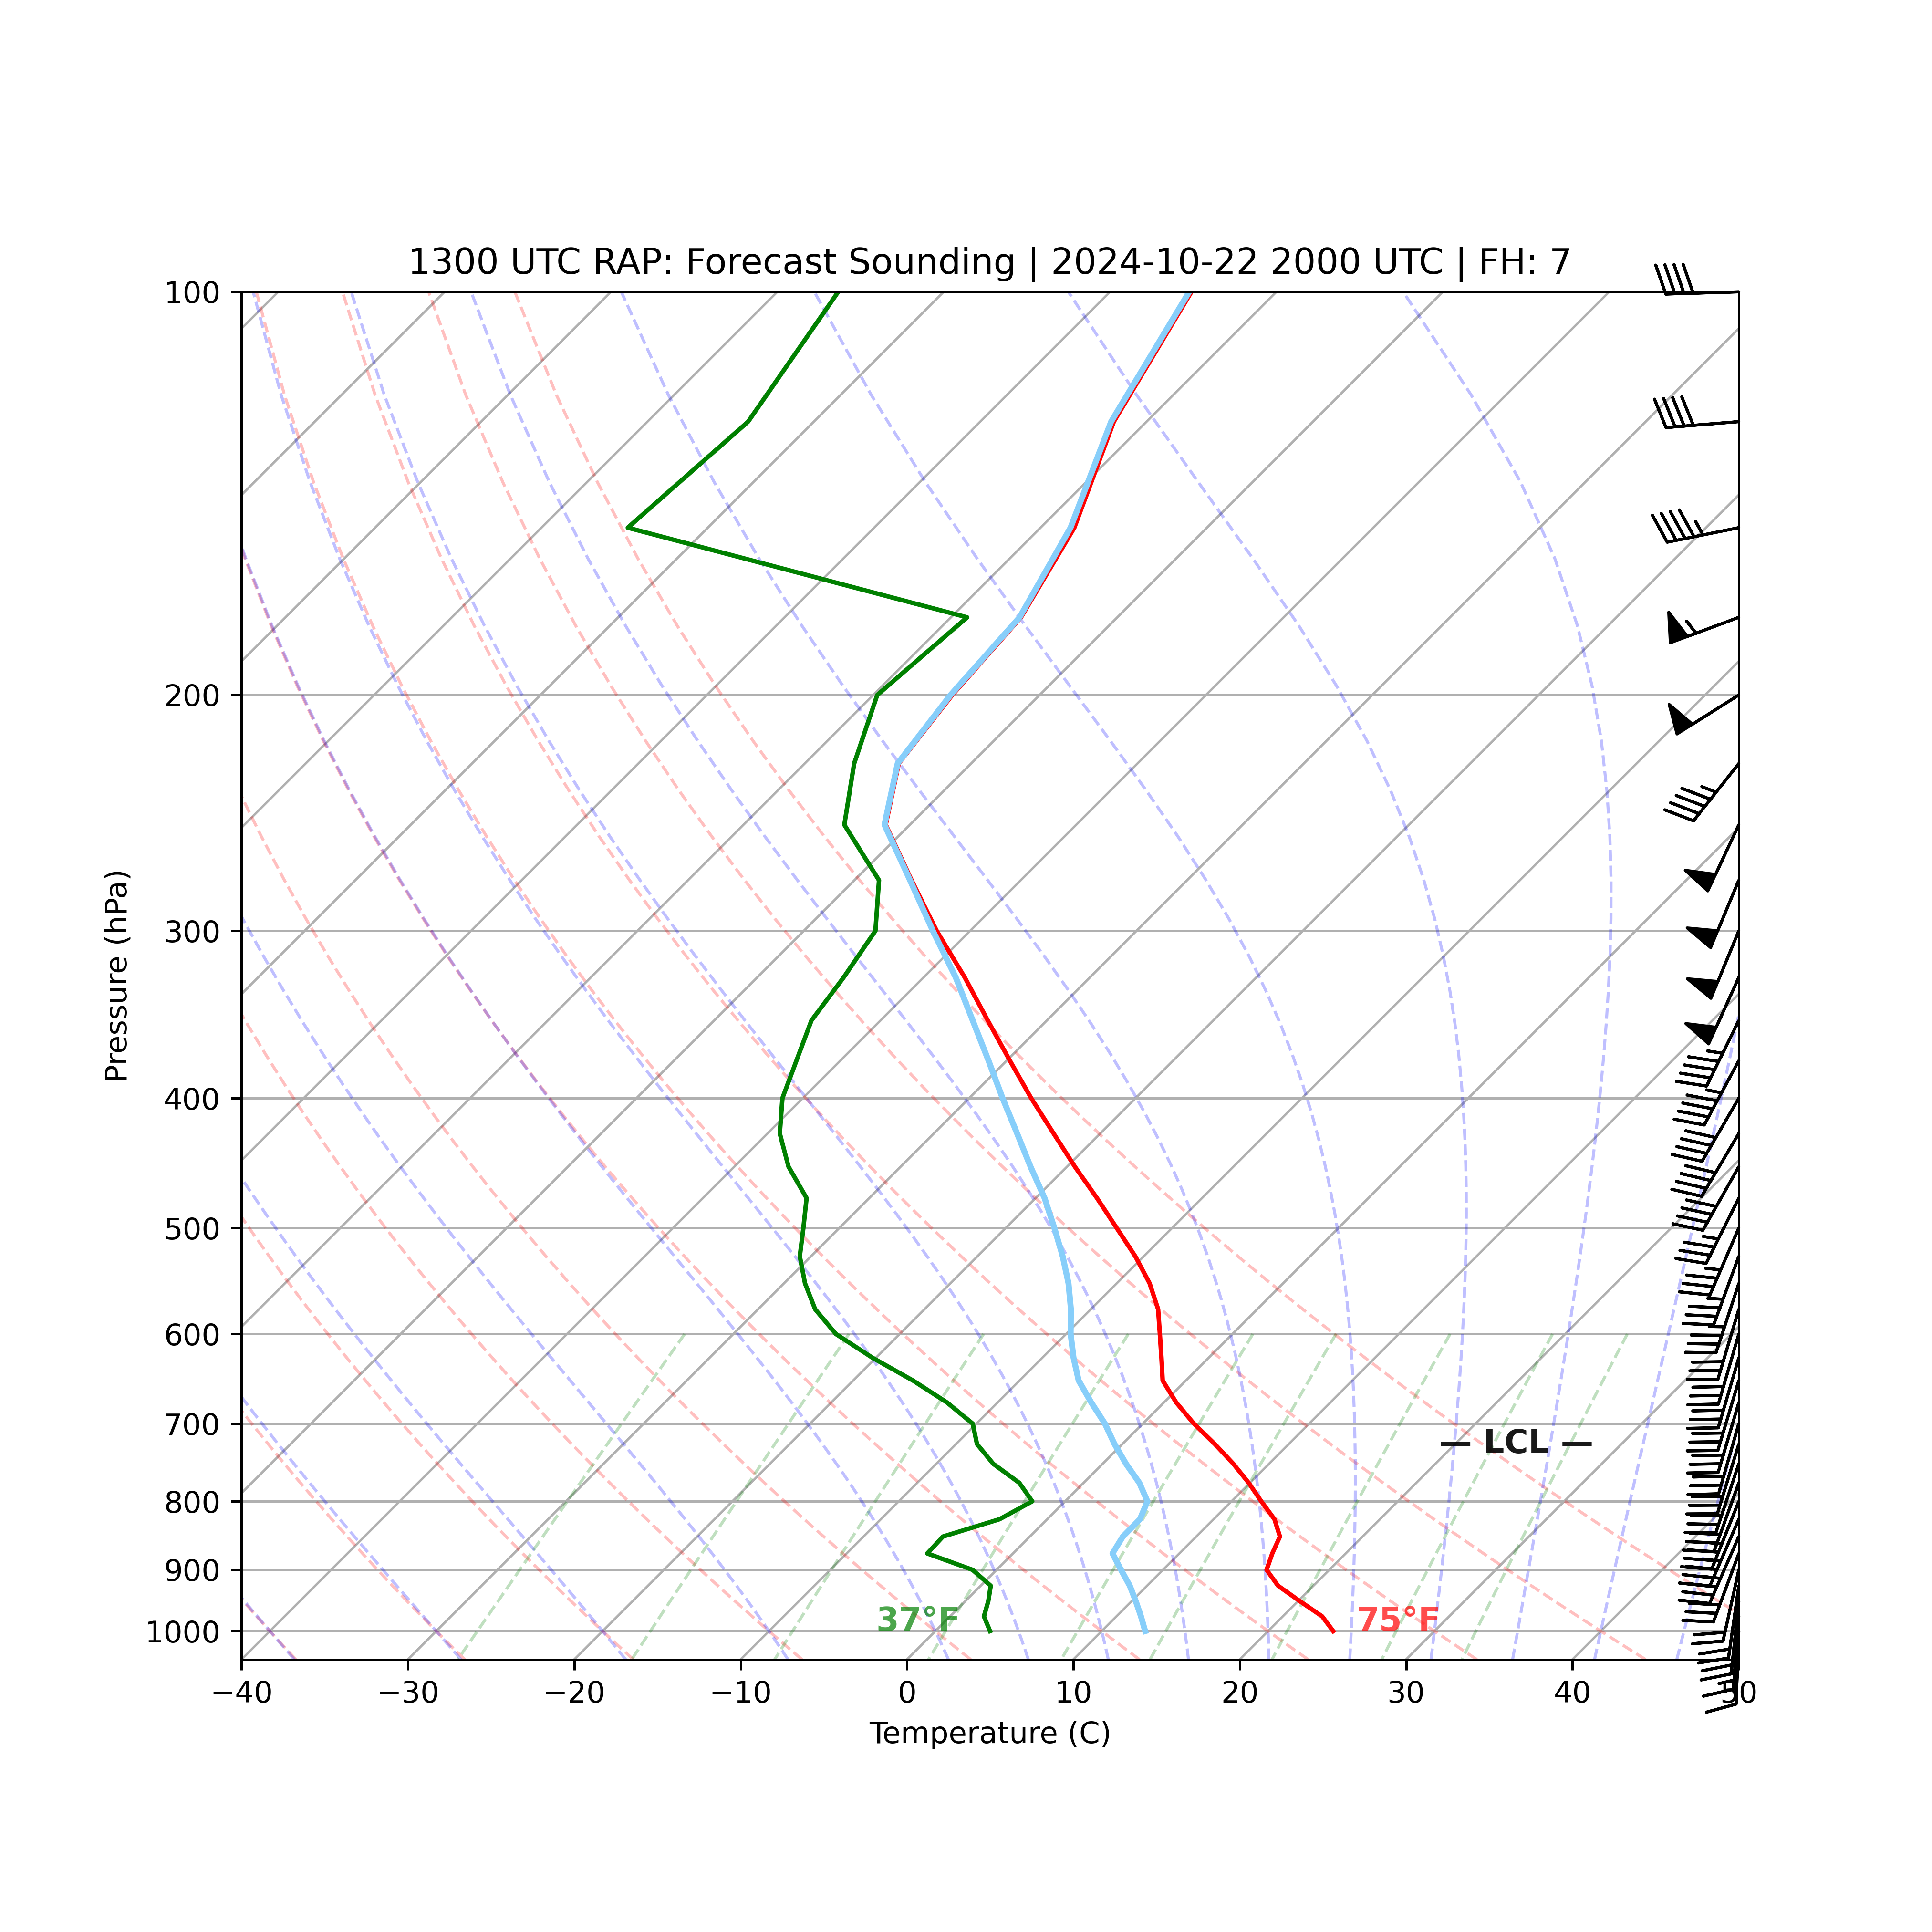 1300 UTC RAP: Forecast Sounding | 2024-10-22 2000 UTC | FH: 7
100
200
300
400
500
600
700
800
900
1000
Pressure (hPa)
— LCL —
37°F
75°F
−40 −30 −20 −10 0 10 20 30 40 50
Temperature (C)